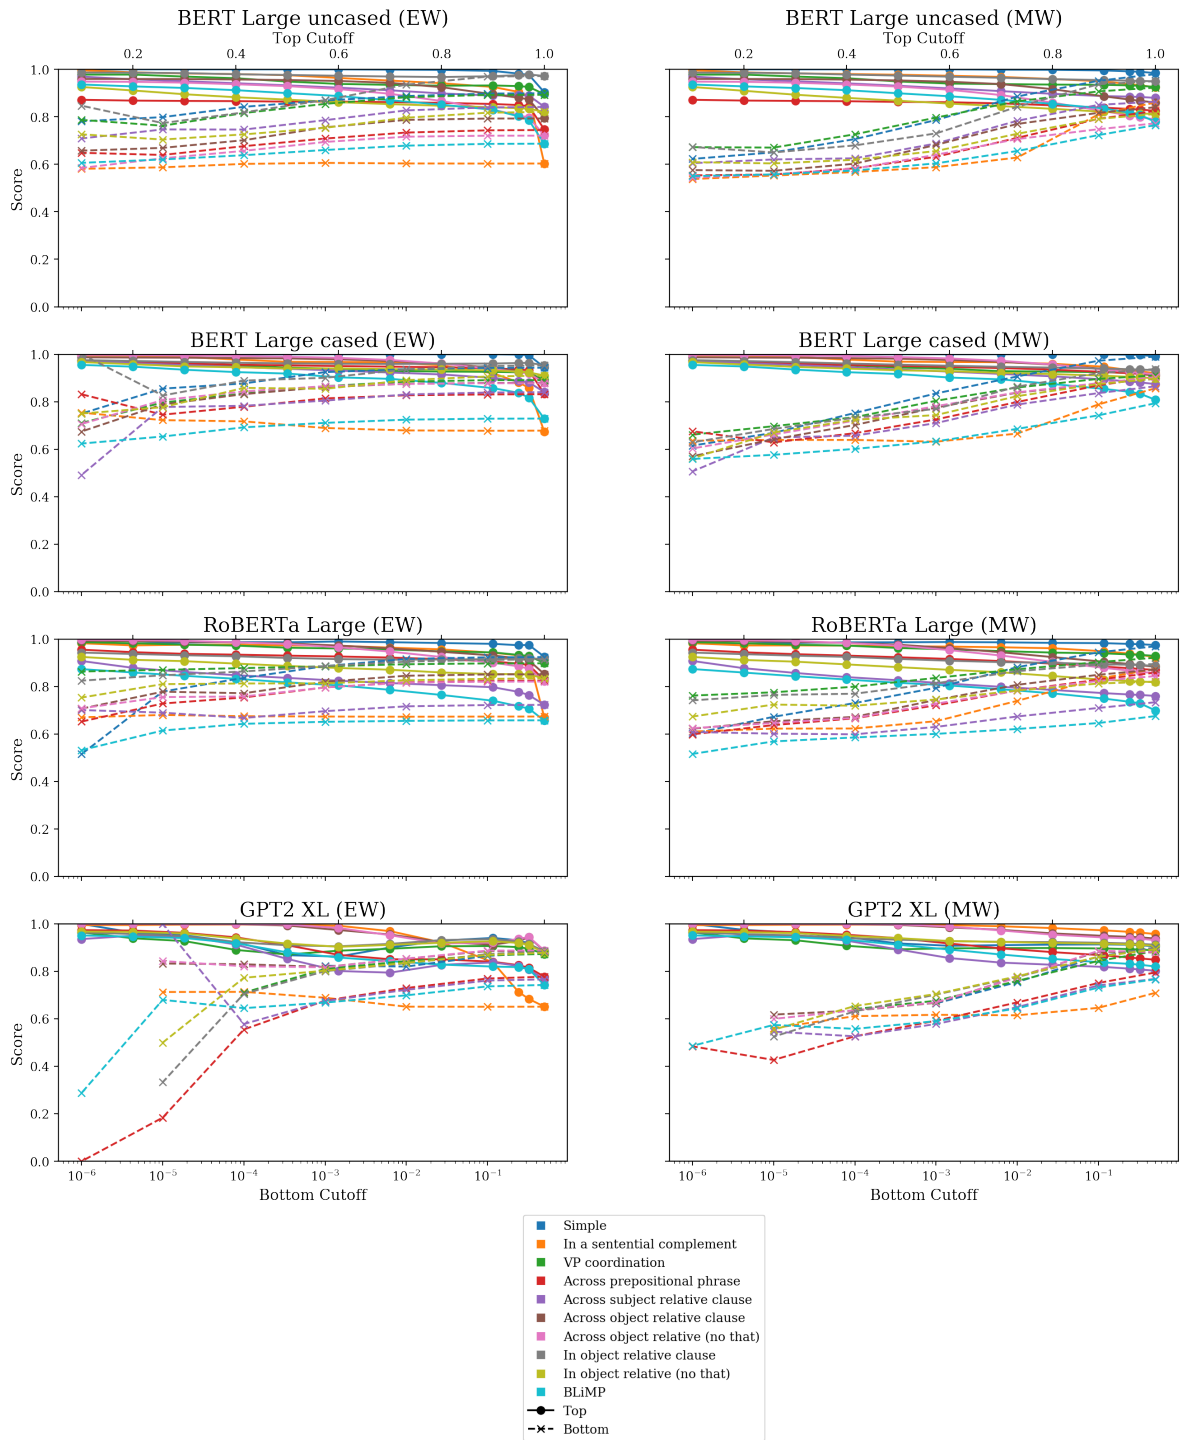 BERT Large uncased (EW)
Top Cutoff
0.2 0.4 0.6 0.8 1.0
1.0
0.8
0.6
0.4
0.2
0.0
Score
BERT Large uncased (MW)
Top Cutoff
0.2 0.4 0.6 0.8 1.0
BERT Large cased (EW)
1.0
0.8
0.6
0.4
0.2
0.0
Score
BERT Large cased (MW)
RoBERTa Large (EW)
1.0
0.8
0.6
0.4
0.2
0.0
Score
RoBERTa Large (MW)
GPT2 XL (EW)
1.0
0.8
0.6
0.4
0.2
0.0
Score
10⁻⁶ 10⁻⁵ 10⁻⁴ 10⁻³ 10⁻² 10⁻¹
Bottom Cutoff
GPT2 XL (MW)
10⁻⁶ 10⁻⁵ 10⁻⁴ 10⁻³ 10⁻² 10⁻¹
Bottom Cutoff
Simple
In a sentential complement
VP coordination
Across prepositional phrase
Across subject relative clause
Across object relative clause
Across object relative (no that)
In object relative clause
In object relative (no that)
BLiMP
Top
Bottom